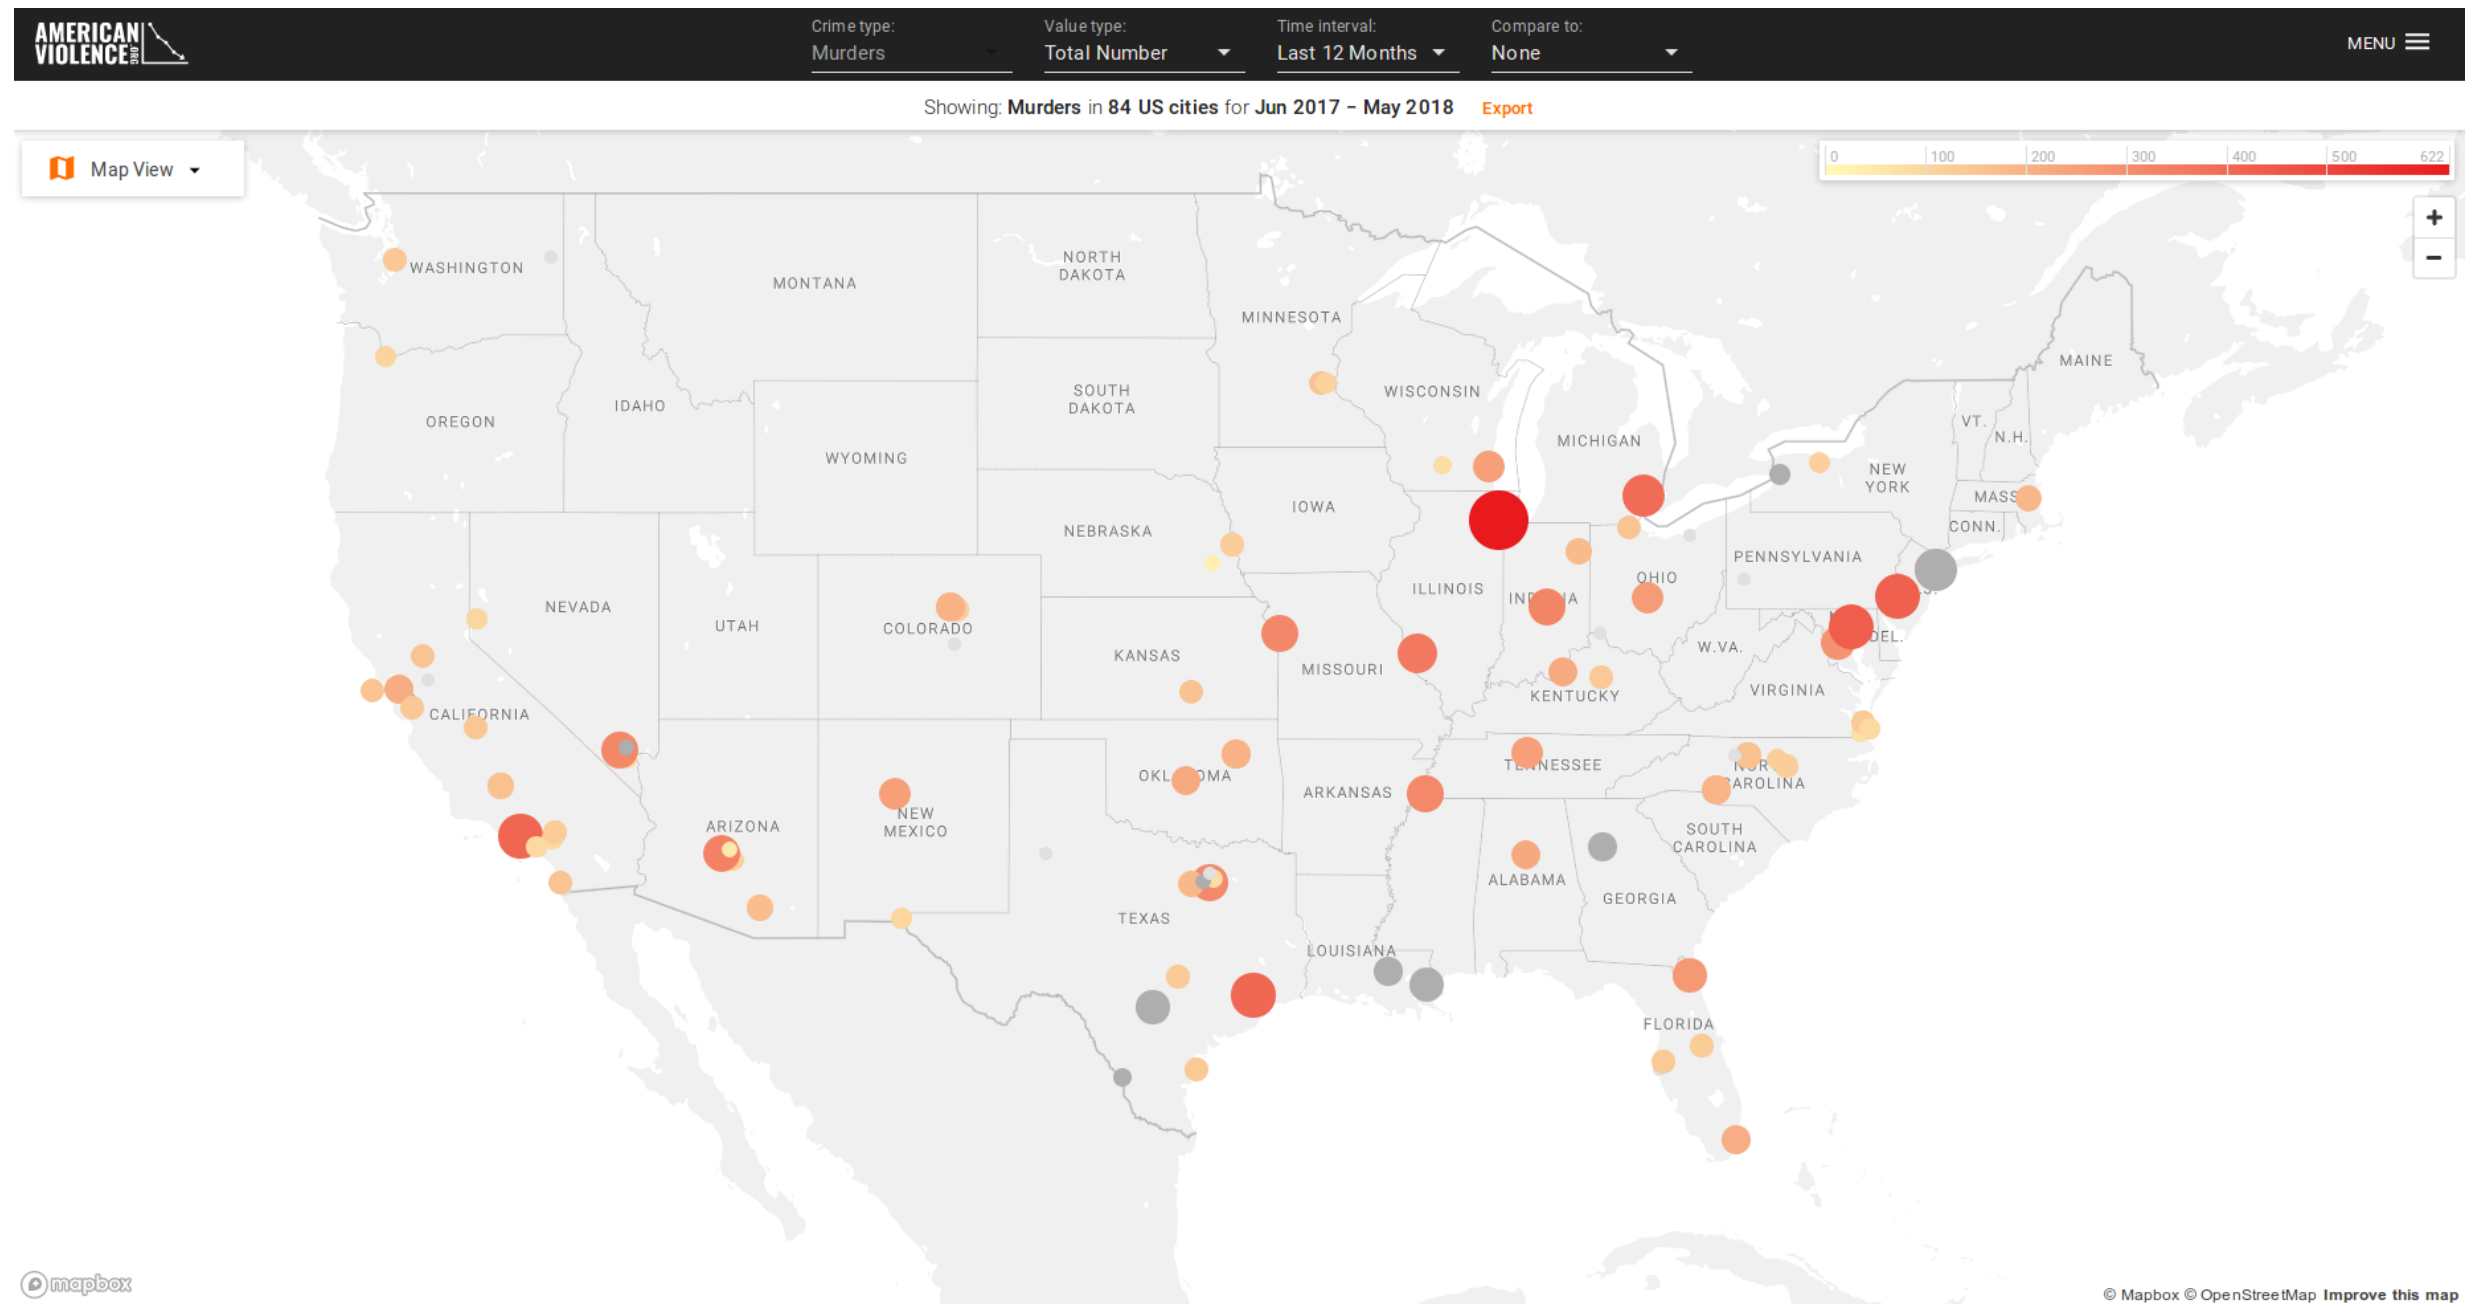 AMERICAN
VIOLENCE.ORG
Crime type:
Murders
Value type:
Total Number
Time interval:
Last 12 Months
Compare to:
None
MENU
Showing: Murders in 84 US cities for Jun 2017 – May 2018 Export
Map View
0 100 200 300 400 500 622
+
−
WASHINGTON
MONTANA
NORTH
DAKOTA
MINNESOTA
MAINE
OREGON
IDAHO
SOUTH
DAKOTA
WISCONSIN
MICHIGAN
VT.
N.H.
WYOMING
NEW
YORK
MASS
IOWA
CONN.
NEBRASKA
PENNSYLVANIA
ILLINOIS
OHIO
NEVADA
UTAH
COLORADO
DEL.
KANSAS
MISSOURI
W.VA.
VIRGINIA
KENTUCKY
CALIFORNIA
TENNESSEE
ARKANSAS
CAROLINA
ARIZONA
NEW
MEXICO
SOUTH
CAROLINA
ALABAMA
GEORGIA
TEXAS
LOUISIANA
FLORIDA
mapbox
© Mapbox © OpenStreetMap Improve this map